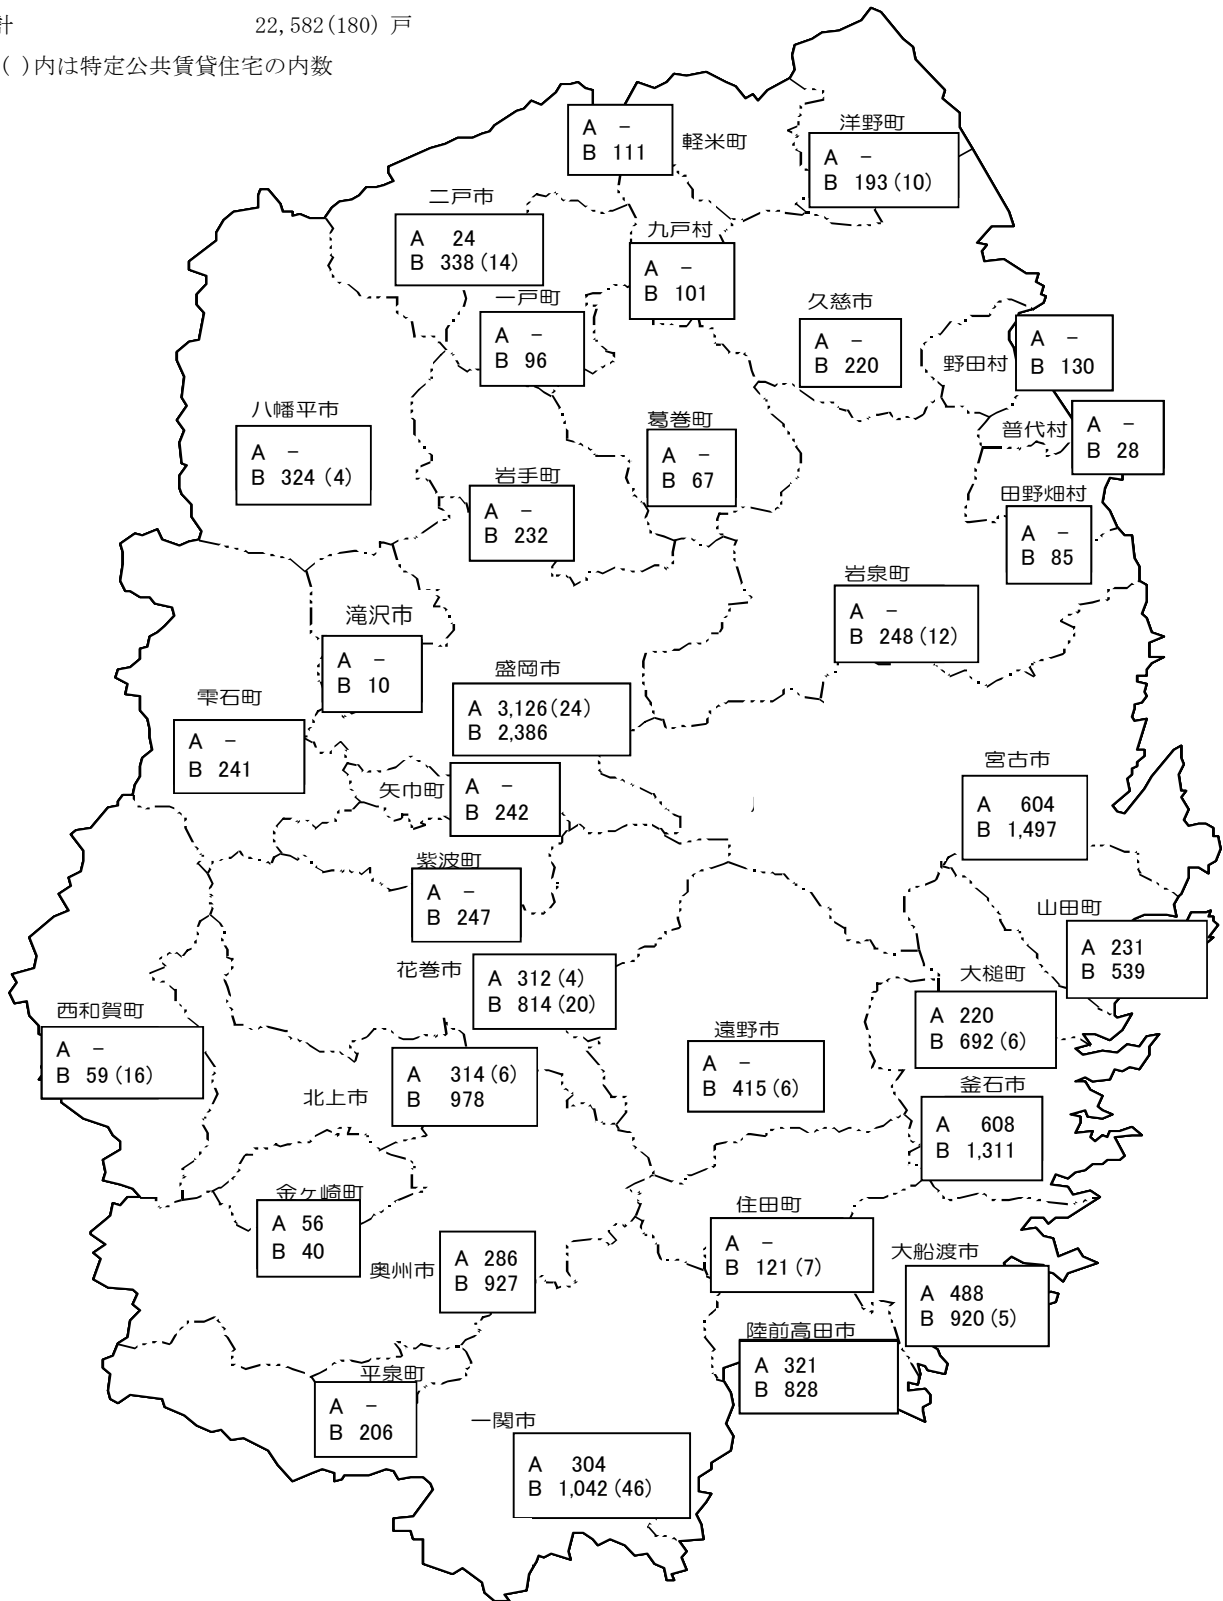 計 22,582(180) 戸
( )内は特定公共賃貸住宅の内数
軽米町
A －
B 111
洋野町
A －
B 193(10)
二戸市
A 24
B 338(14)
九戸村
A －
B 101
一戸町
A －
B 96
久慈市
A －
B 220
野田村
A －
B 130
普代村
A －
B 28
八幡平市
A －
B 324(4)
葛巻町
A －
B 67
岩手町
A －
B 232
田野畑村
A －
B 85
岩泉町
A －
B 248(12)
滝沢市
A －
B 10
盛岡市
A 3,126(24)
B 2,386
雫石町
A －
B 241
矢巾町
A －
B 242
宮古市
A 604
B 1,497
紫波町
A －
B 247
山田町
A 231
B 539
花巻市
A 312(4)
B 814(20)
大槌町
A 220
B 692(6)
西和賀町
A －
B 59(16)
遠野市
A －
B 415(6)
北上市
A 314(6)
B 978
釜石市
A 608
B 1,311
金ヶ崎町
A 56
B 40
住田町
A －
B 121(7)
奥州市
A 286
B 927
大船渡市
A 488
B 920(5)
陸前高田市
A 321
B 828
平泉町
A －
B 206
一関市
A 304
B 1,042(46)